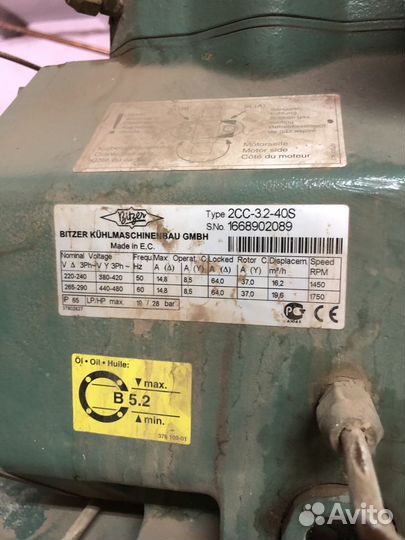 Motorseite
Motor side
Côté du moteur
Bitzer
BITZER KÜHLMASCHINENBAU GMBH
Made in E.C.
Type 2CC-3.2-40S
S.No. 1668902089
Nominal Voltage Frequ. Max Operat. C Locked Rotor C Displacem. Speed
V Δ 3Ph~ V Y 3Ph~ Hz A (Δ) A (Y) A (Δ) A (Y) m³/h RPM
220-240 380-420 50 14,8 8,5 64,0 37,0 16,2 1450
265-290 440-480 60 14,8 8,5 64,0 37,0 19,6 1750
IP 65 LP/HP max. 19 / 28 bar
Öl • Oil • Huile:
max.
B 5.2
min.
378 103-01
Avito